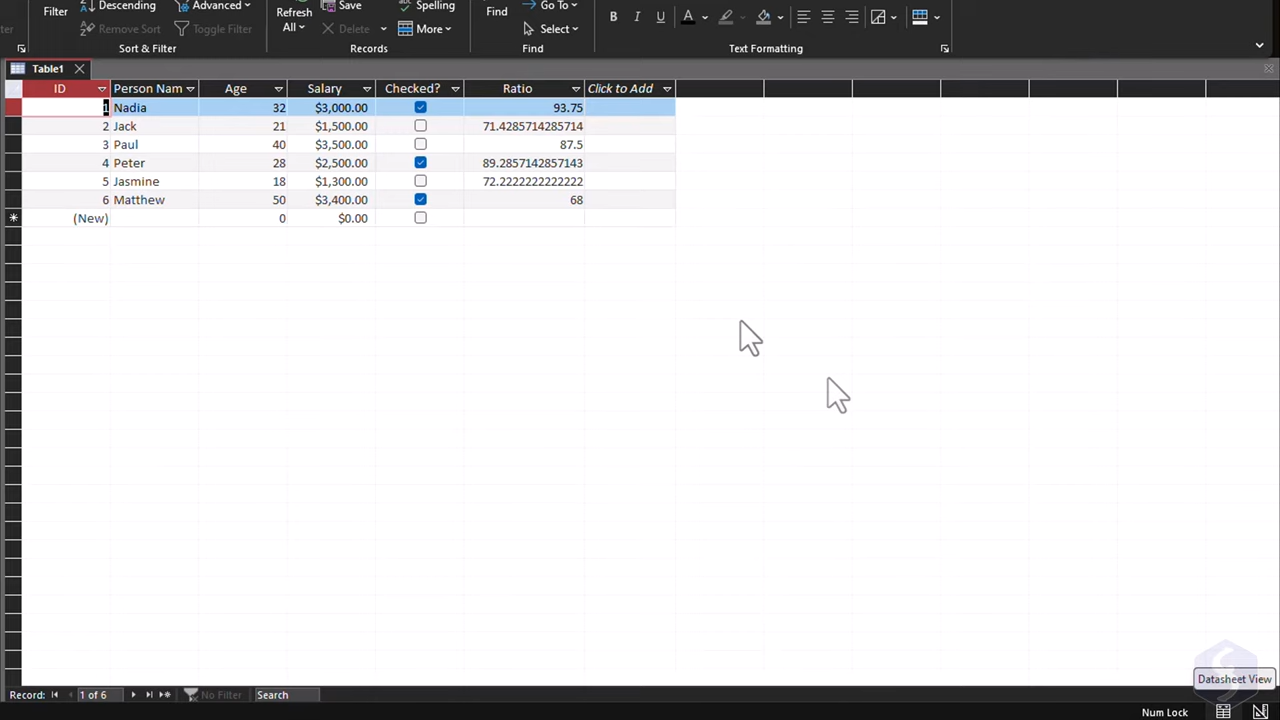 Filter Descending Advanced Refresh All Save Spelling Find Go To
Remove Sort Toggle Filter Delete More Select B I U A
Sort & Filter Records Find Text Formatting
Table1
ID Person Nam Age Salary Checked? Ratio Click to Add
1 Nadia 32 $3,000.00 93.75
2 Jack 21 $1,500.00 71.4285714285714
3 Paul 40 $3,500.00 87.5
4 Peter 28 $2,500.00 89.2857142857143
5 Jasmine 18 $1,300.00 72.2222222222222
6 Matthew 50 $3,400.00 68
(New) 0 $0.00
Datasheet View
Record: 1 of 6 No Filter Search
Num Lock